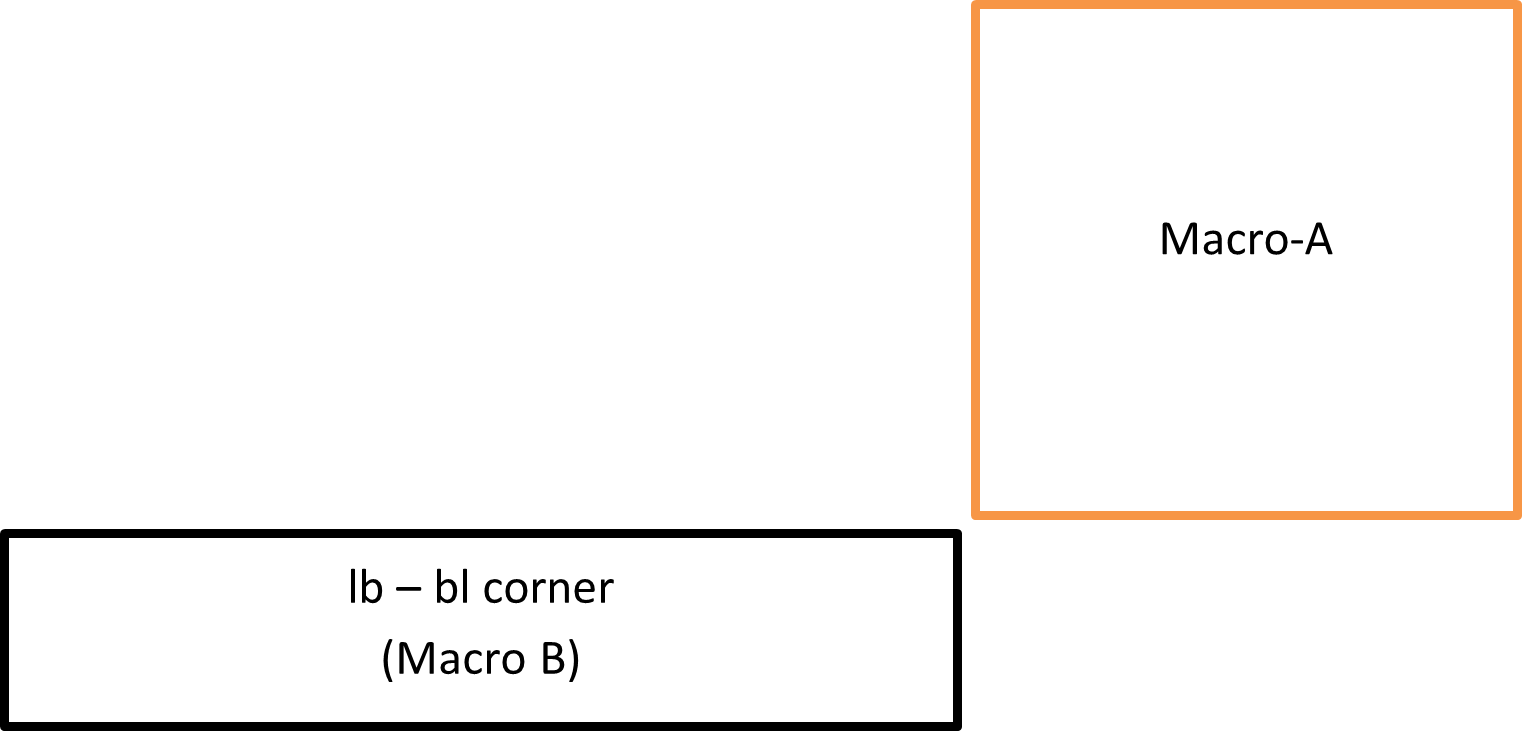 Macro-A
lb – bl corner
(Macro B)